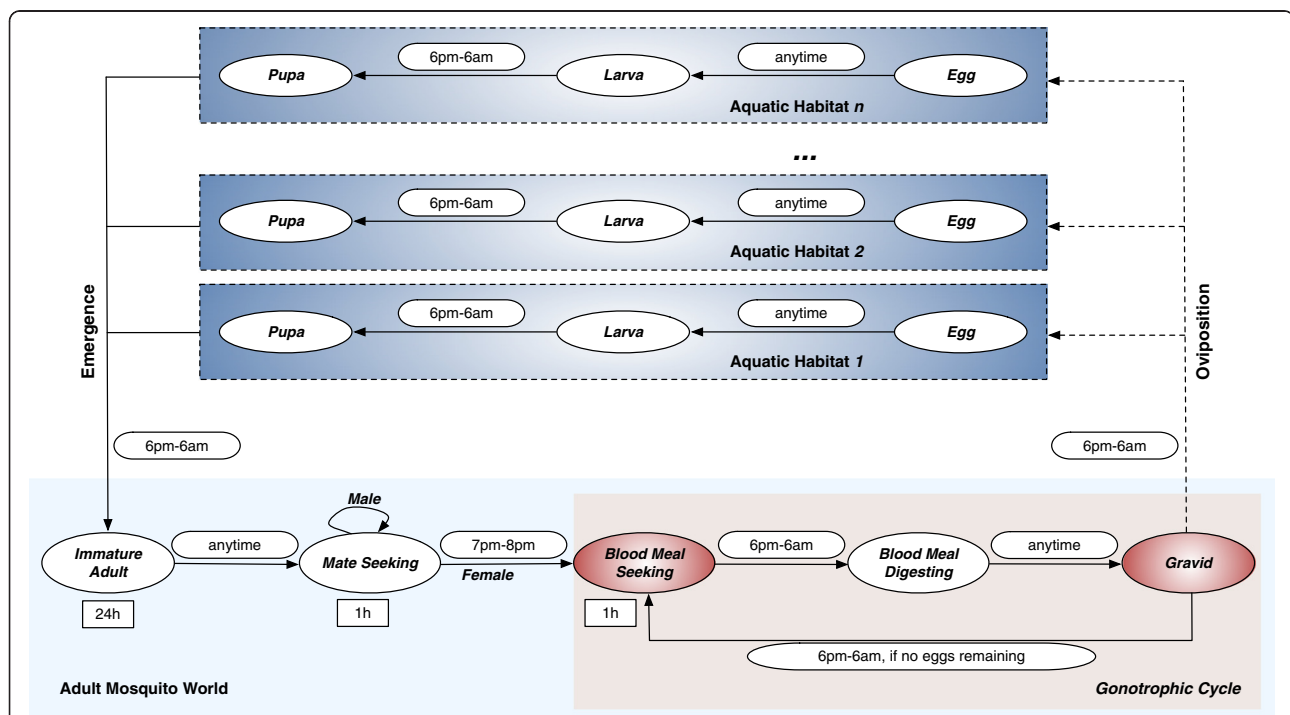 6pm-6am
anytime
Pupa
Larva
Egg
Aquatic Habitat n
...
6pm-6am
anytime
Pupa
Larva
Egg
Aquatic Habitat 2
6pm-6am
anytime
Pupa
Larva
Egg
Aquatic Habitat 1
Emergence
Oviposition
6pm-6am
6pm-6am
Male
Immature
Adult
anytime
Mate Seeking
7pm-8pm
Female
Blood Meal
Seeking
6pm-6am
Blood Meal
Digesting
anytime
Gravid
24h
1h
1h
6pm-6am, if no eggs remaining
Adult Mosquito World
Gonotrophic Cycle